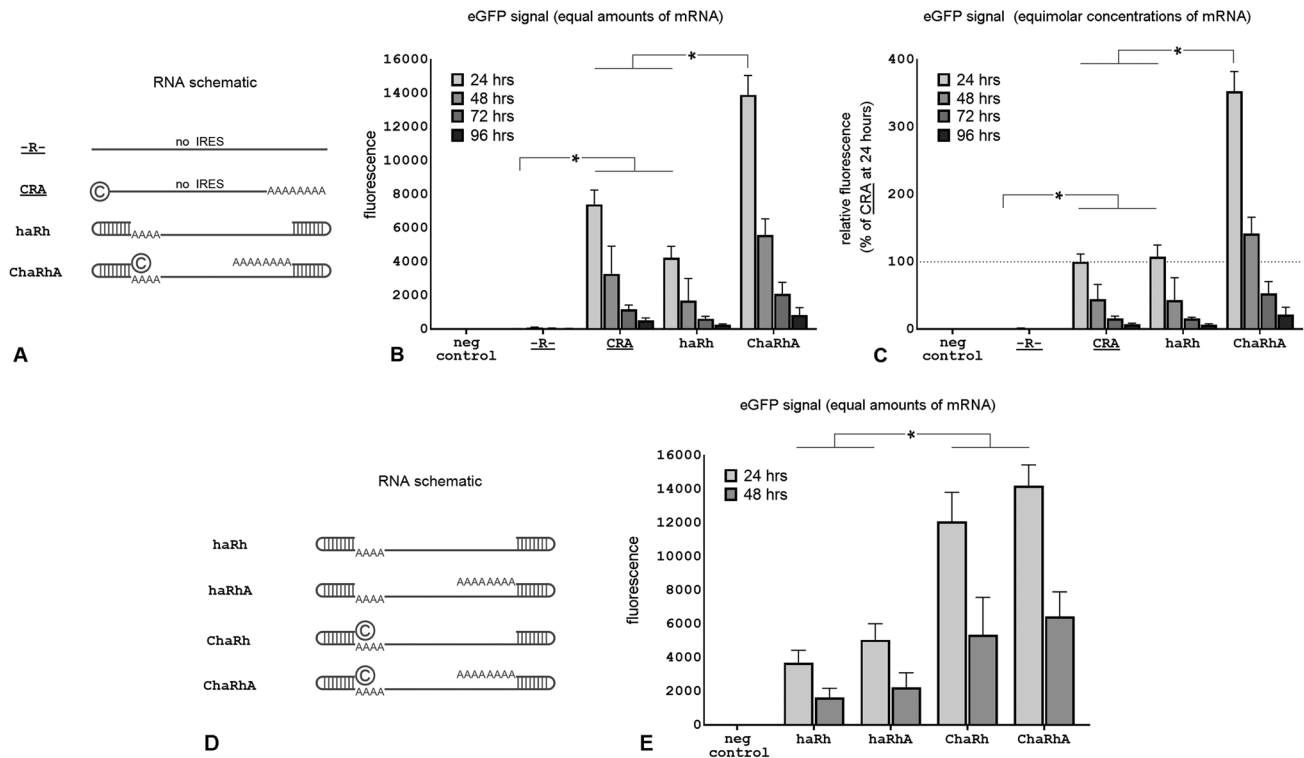 eGFP signal (equal amounts of mRNA)
eGFP signal (equimolar concentrations of mRNA)
RNA schematic
-R-
no IRES
CRA
C
no IRES
AAAAAAAA
haRh
AAAA
ChaRhA
C
AAAA
AAAAAAAA
A
fluorescence
16000
14000
12000
10000
8000
6000
4000
2000
0
24 hrs
48 hrs
72 hrs
96 hrs
*
*
neg control
-R-
CRA
haRh
ChaRhA
B
relative fluorescence
(% of CRA at 24 hours)
400
300
200
100
0
24 hrs
48 hrs
72 hrs
96 hrs
*
*
neg control
-R-
CRA
haRh
ChaRhA
C
eGFP signal (equal amounts of mRNA)
RNA schematic
haRh
AAAA
haRhA
AAAA
AAAAAAAA
ChaRh
C
AAAA
ChaRhA
C
AAAA
AAAAAAAA
D
fluorescence
16000
14000
12000
10000
8000
6000
4000
2000
0
24 hrs
48 hrs
*
neg control
haRh
haRhA
ChaRh
ChaRhA
E